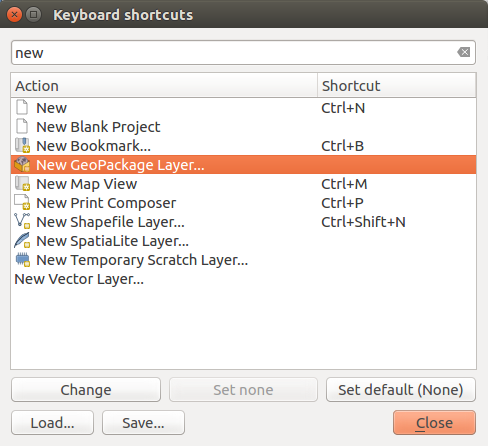 Keyboard shortcuts
new
Action Shortcut
New Ctrl+N
New Blank Project
New Bookmark... Ctrl+B
New GeoPackage Layer...
New Map View Ctrl+M
New Print Composer Ctrl+P
New Shapefile Layer... Ctrl+Shift+N
New SpatiaLite Layer...
New Temporary Scratch Layer...
New Vector Layer...
Change Set none Set default (None)
Load... Save... Close